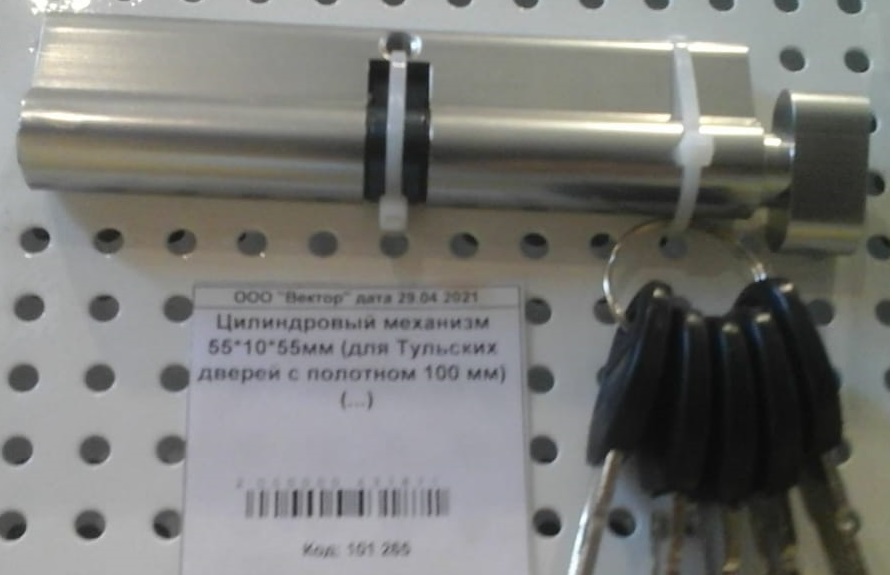 ООО "Вектор" дата 29.04.2021
Цилиндровый механизм
55*10*55мм (для Тульских
дверей с полотном 100 мм)
(...)
Код: 101 265